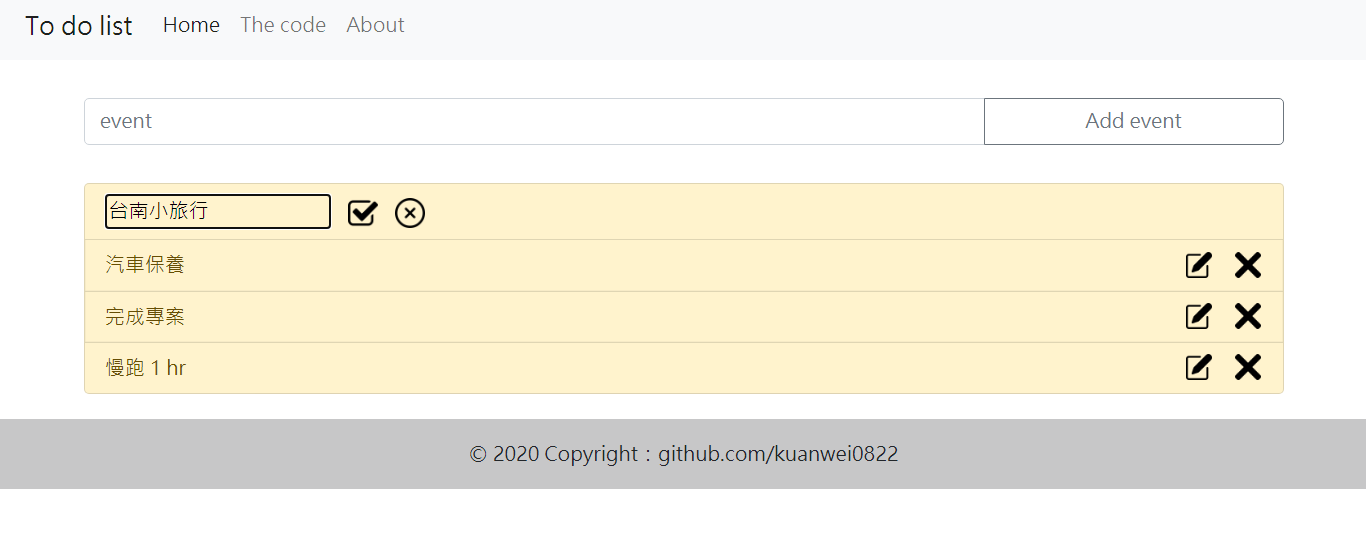 To do list Home The code About
event Add event
台南小旅行
汽車保養
完成專案
慢跑 1 hr
© 2020 Copyright：github.com/kuanwei0822